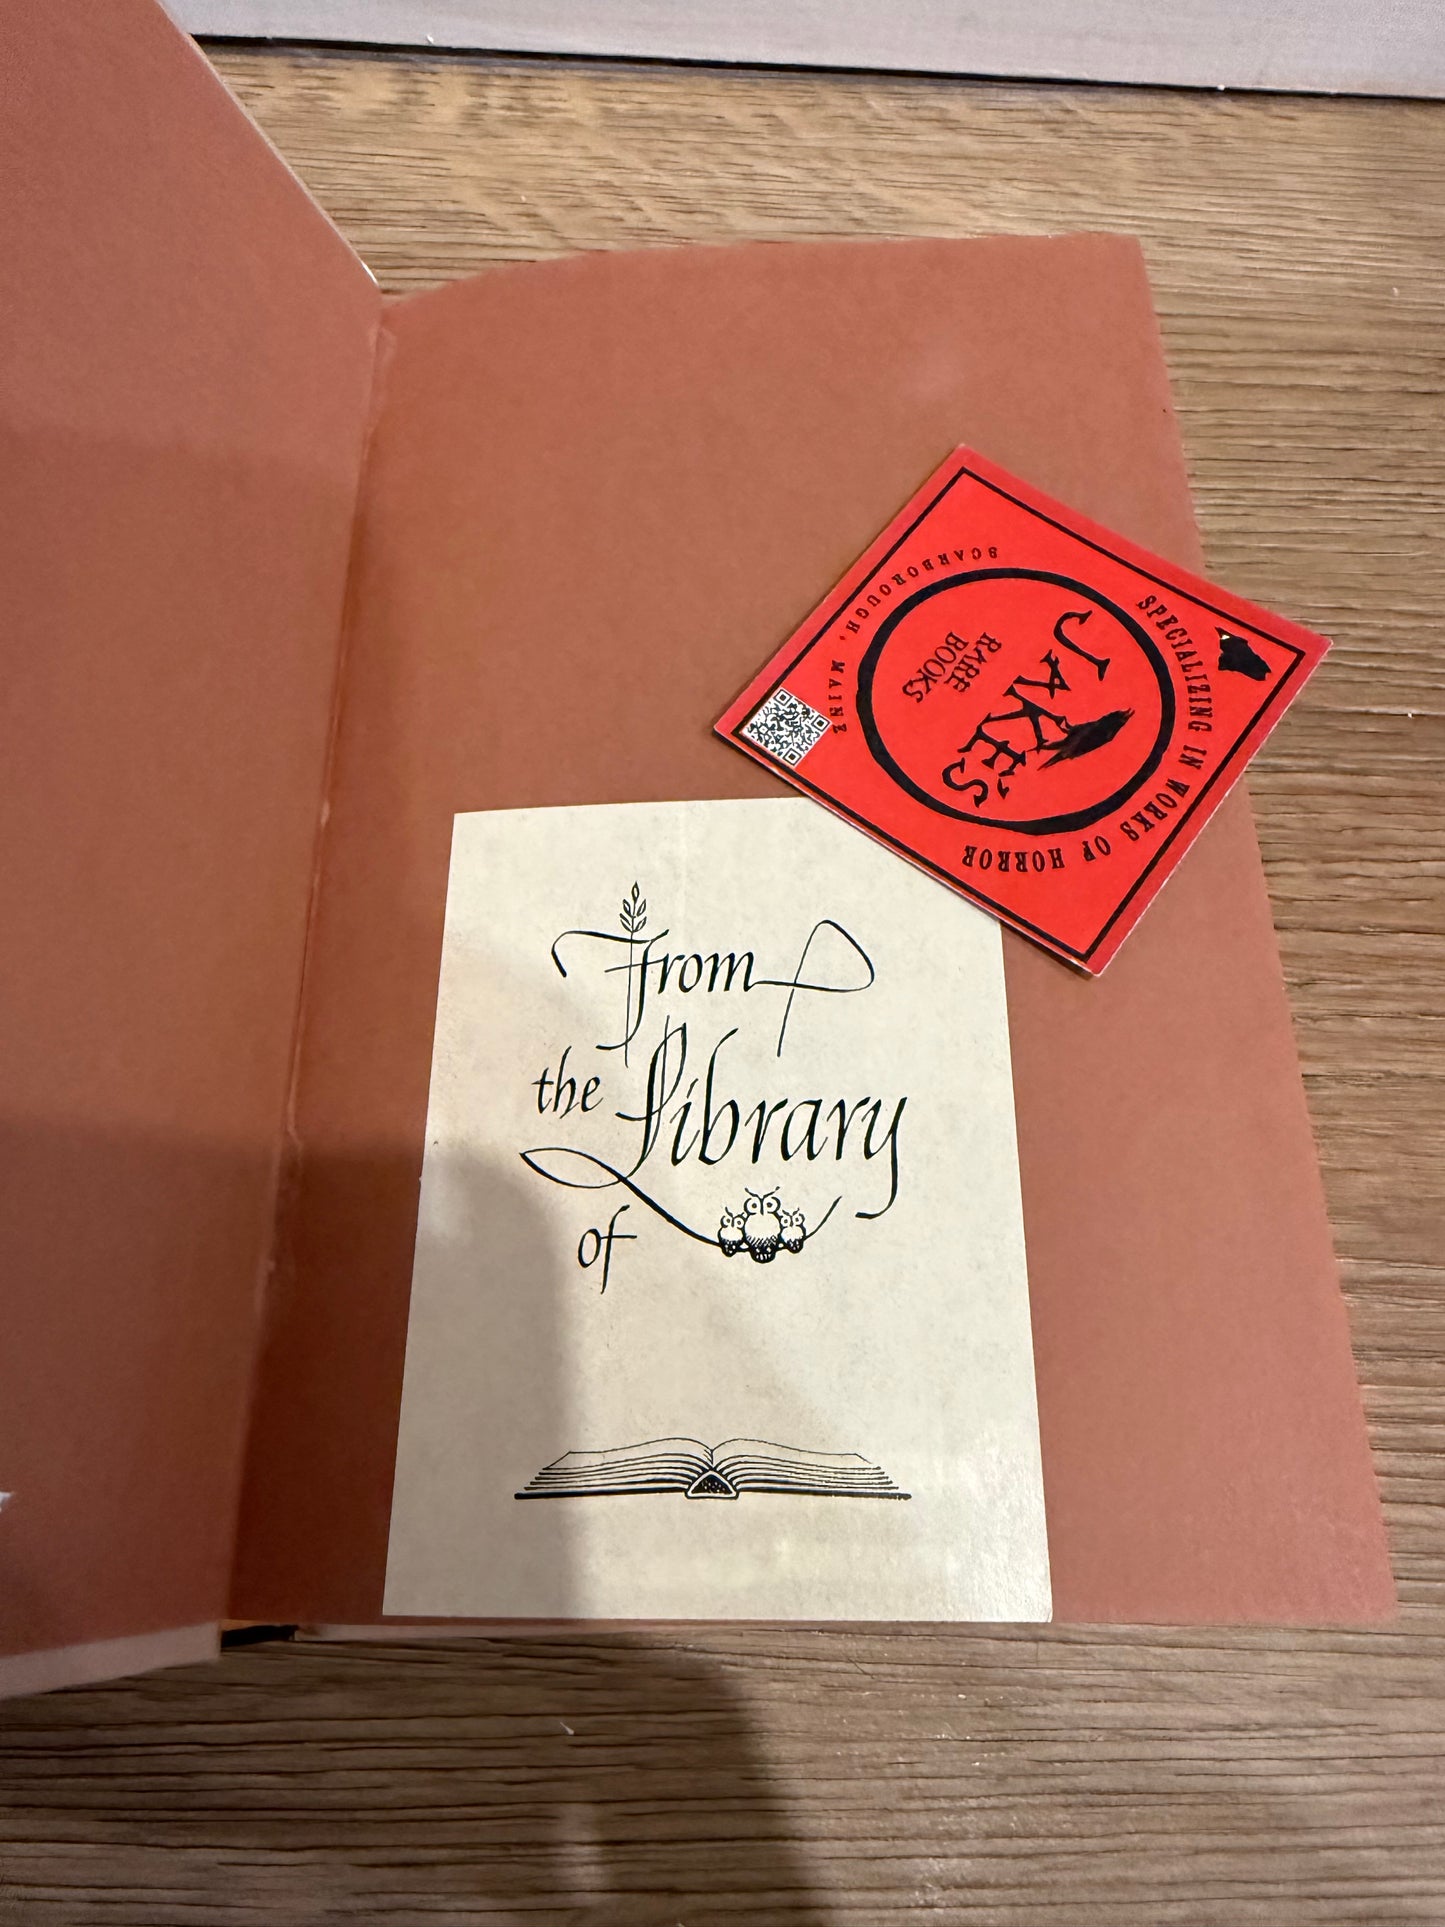 SPECIALIZING IN WORKS OF HORROR
JAKE'S
RARE
BOOKS
SCARBOROUGH, MAINE
From
the Library
of